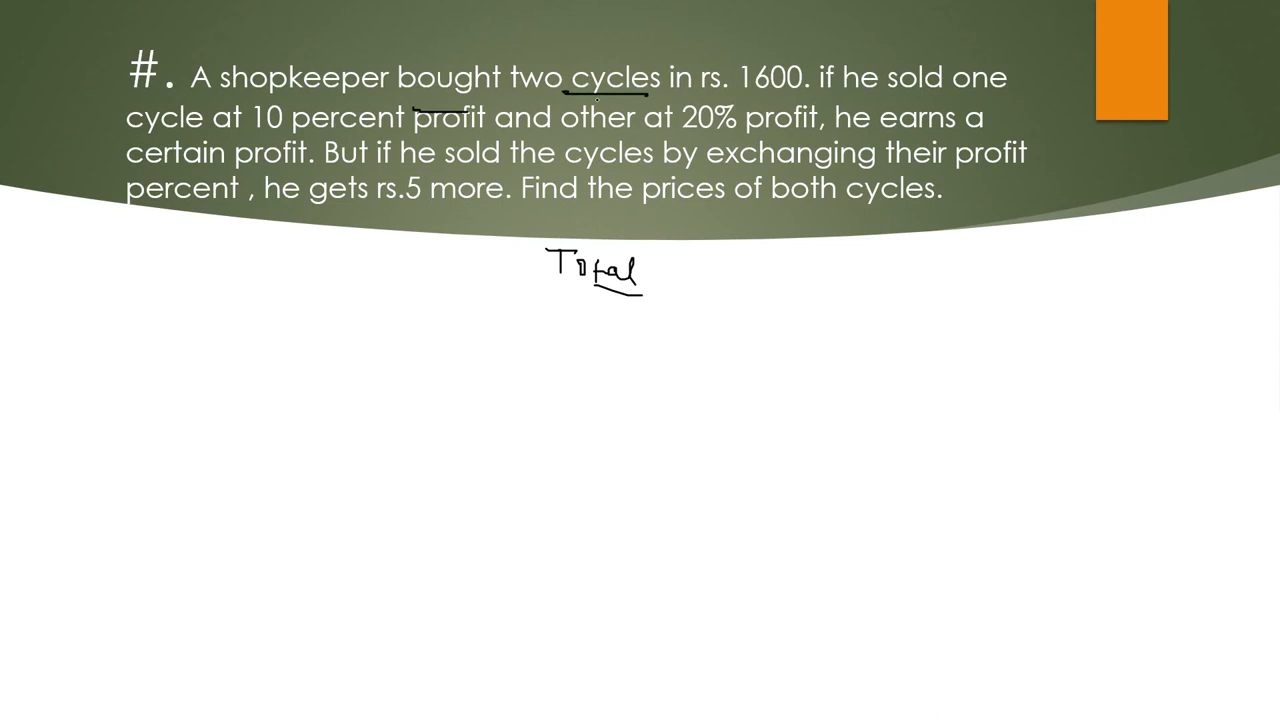 #. A shopkeeper bought two cycles in rs. 1600. if he sold one
cycle at 10 percent profit and other at 20% profit, he earns a
certain profit. But if he sold the cycles by exchanging their profit
percent , he gets rs.5 more. Find the prices of both cycles.
Total